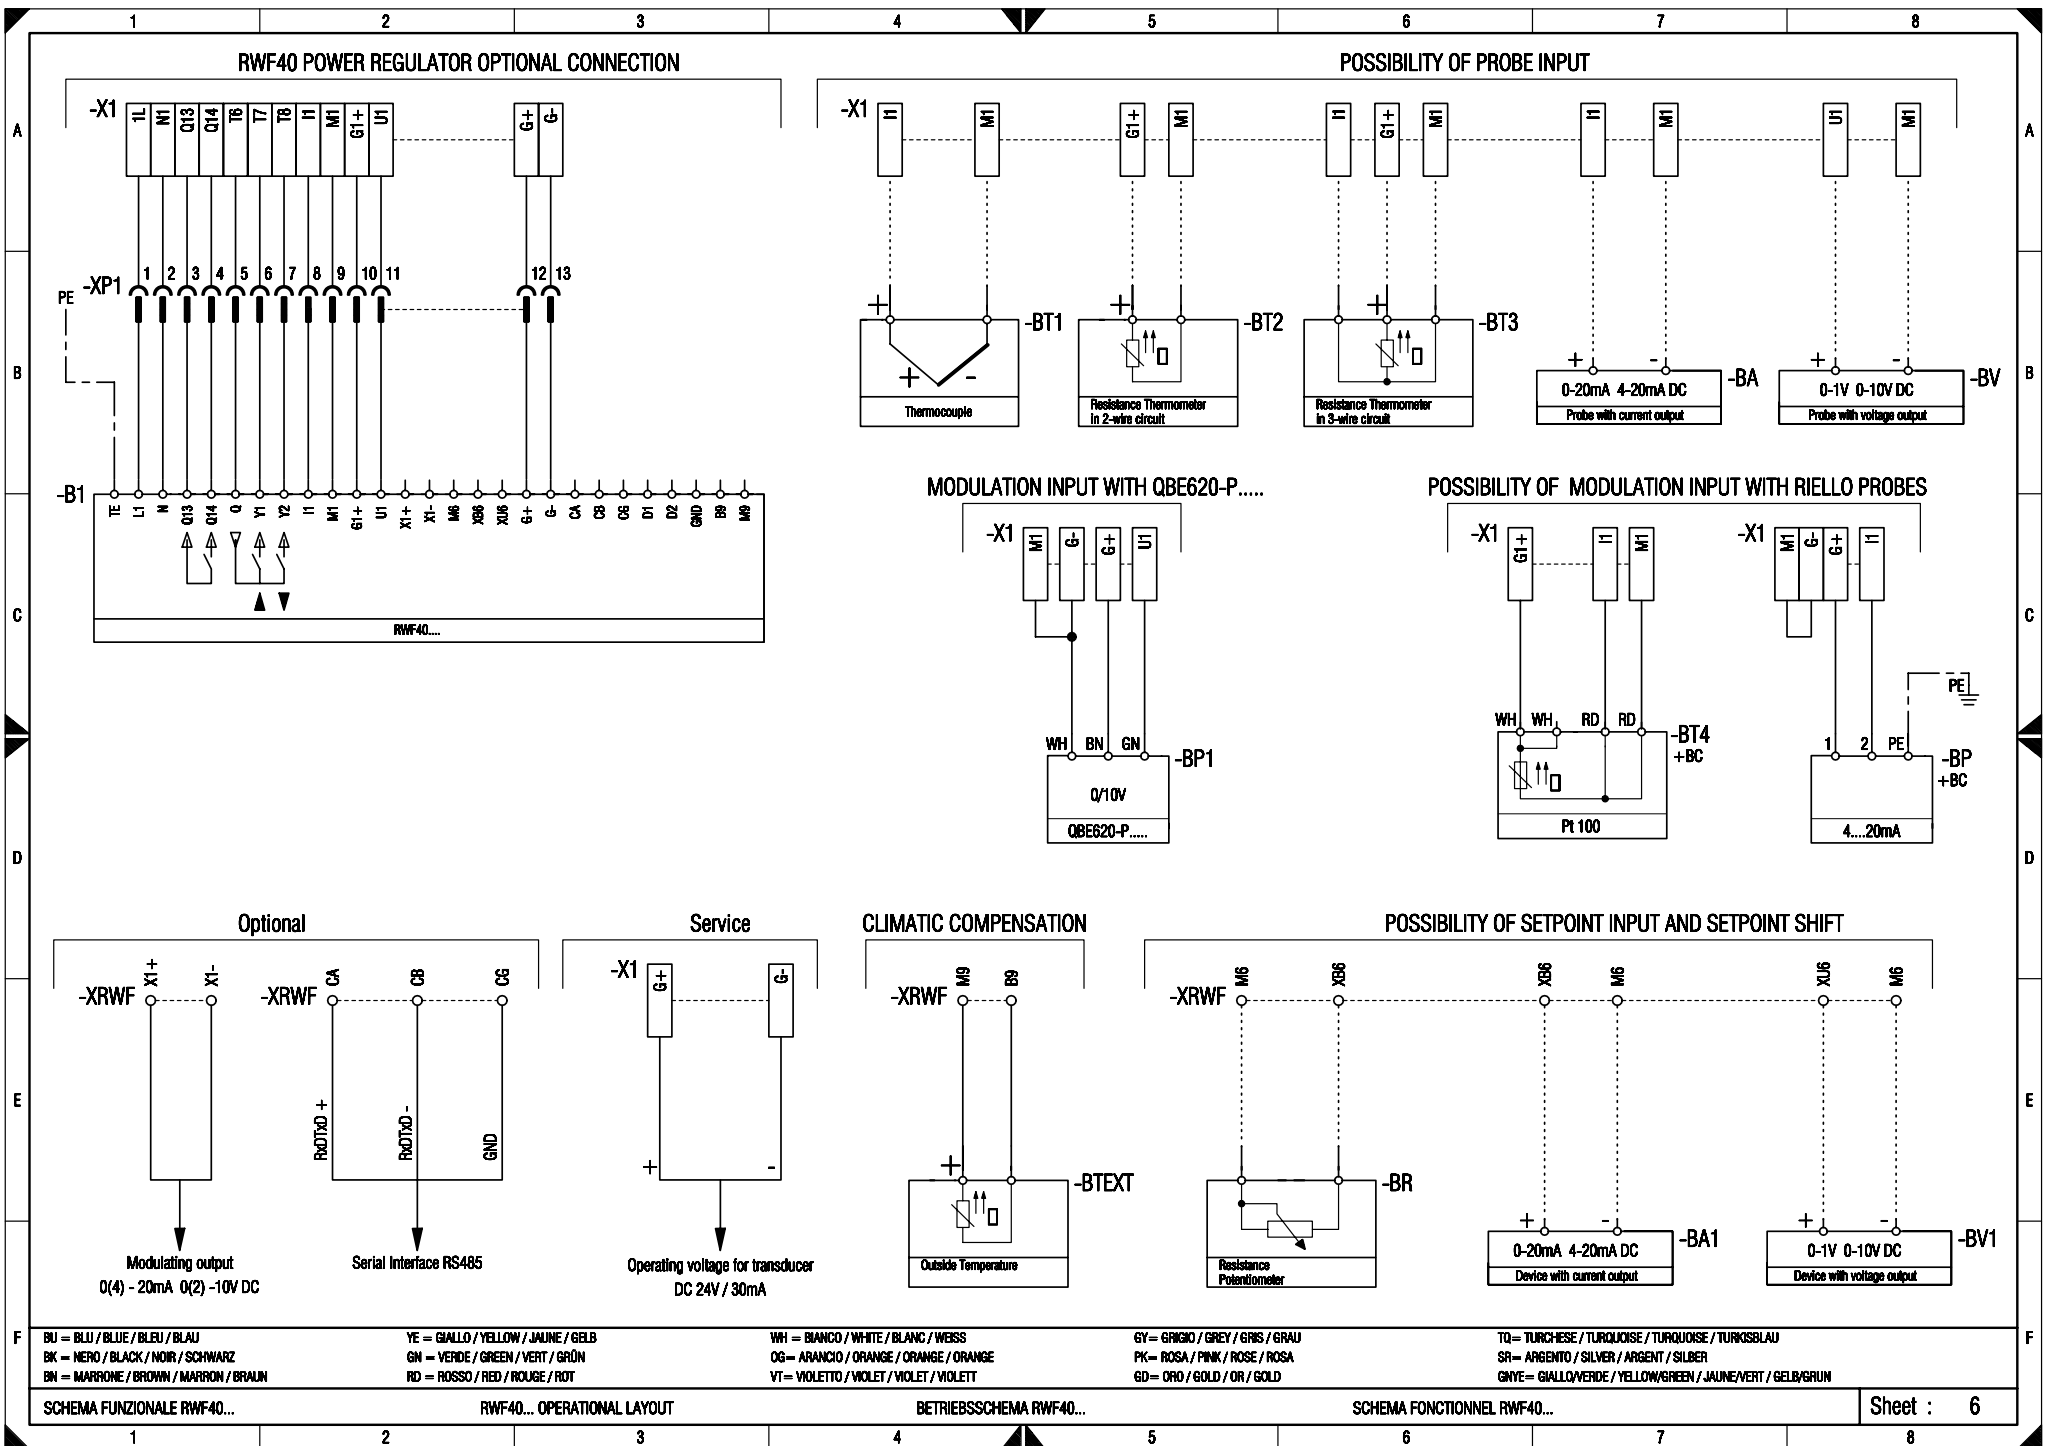 1 2 3 4 5 6 7 8
RWF40 POWER REGULATOR OPTIONAL CONNECTION
POSSIBILITY OF PROBE INPUT
A
-X1 1L N1 Q13 Q14 T6 T7 T8 I1 M1 G1+ U1 G+ G-
-X1 I1 M1 G1+ M1 I1 G1+ M1 I1 M1 U1 M1
A
PE -XP1 1 2 3 4 5 6 7 8 9 10 11 12 13
+ -BT1
+ -BT2
+ -BT3
+ - -BA
+ - -BV
B
+ -
0-20mA 4-20mA DC
0-1V 0-10V DC
B
Thermocouple
Resistance Thermometer
in 2-wire circuit
Resistance Thermometer
in 3-wire circuit
Probe with current output
Probe with voltage output
-B1
TE L1 N Q13 Q14 Q Y1 Y2 I1 M1 G1+ U1 X1+ X1- M6 XB6 XU6 G+ G- CA CB CG D1 D2 GND B9 M9
MODULATION INPUT WITH QBE620-P.....
POSSIBILITY OF MODULATION INPUT WITH RIELLO PROBES
-X1 M1 G- G+ U1
-X1 G1+ I1 M1
-X1 M1 G- G+ I1
C
C
RWF40....
PE
WH BN GN -BP1
WH WH RD RD -BT4
+BC
1 2 PE -BP
+BC
0/10V
QBE620-P.....
Pt 100
4....20mA
D
D
Optional
Service
CLIMATIC COMPENSATION
POSSIBILITY OF SETPOINT INPUT AND SETPOINT SHIFT
-XRWF X1+ X1-
-XRWF CA CB CG
-X1 G+ G-
-XRWF M9 B9
-XRWF M6 XB6 XB6 M6 XU6 M6
E
RxDTxD +
RxDTxD -
GND
E
+ -
+ -BTEXT
-BR
+ - -BA1
+ - -BV1
Modulating output
0(4) - 20mA 0(2) -10V DC
Serial Interface RS485
Operating voltage for transducer
DC 24V / 30mA
Outside Temperature
Resistance
Potentiometer
0-20mA 4-20mA DC
Device with current output
0-1V 0-10V DC
Device with voltage output
F
F
BU = BLU / BLUE / BLEU / BLAU
YE = GIALLO / YELLOW / JAUNE / GELB
WH = BIANCO / WHITE / BLANC / WEISS
GY= GRIGIO / GREY / GRIS / GRAU
TQ= TURCHESE / TURQUOISE / TURQUOISE / TURKISBLAU
BK = NERO / BLACK / NOIR / SCHWARZ
GN = VERDE / GREEN / VERT / GRÜN
OG= ARANCIO / ORANGE / ORANGE / ORANGE
PK= ROSA / PINK / ROSE / ROSA
SR= ARGENTO / SILVER / ARGENT / SILBER
BN = MARRONE / BROWN / MARRON / BRAUN
RD = ROSSO / RED / ROUGE / ROT
VT= VIOLETTO / VIOLET / VIOLET / VIOLETT
GD= ORO / GOLD / OR / GOLD
GNYE= GIALLO/VERDE / YELLOW/GREEN / JAUNE/VERT / GELB/GRUN
SCHEMA FUNZIONALE RWF40...
RWF40... OPERATIONAL LAYOUT
BETRIEBSSCHEMA RWF40...
SCHEMA FONCTIONNEL RWF40...
Sheet : 6
1 2 3 4 5 6 7 8